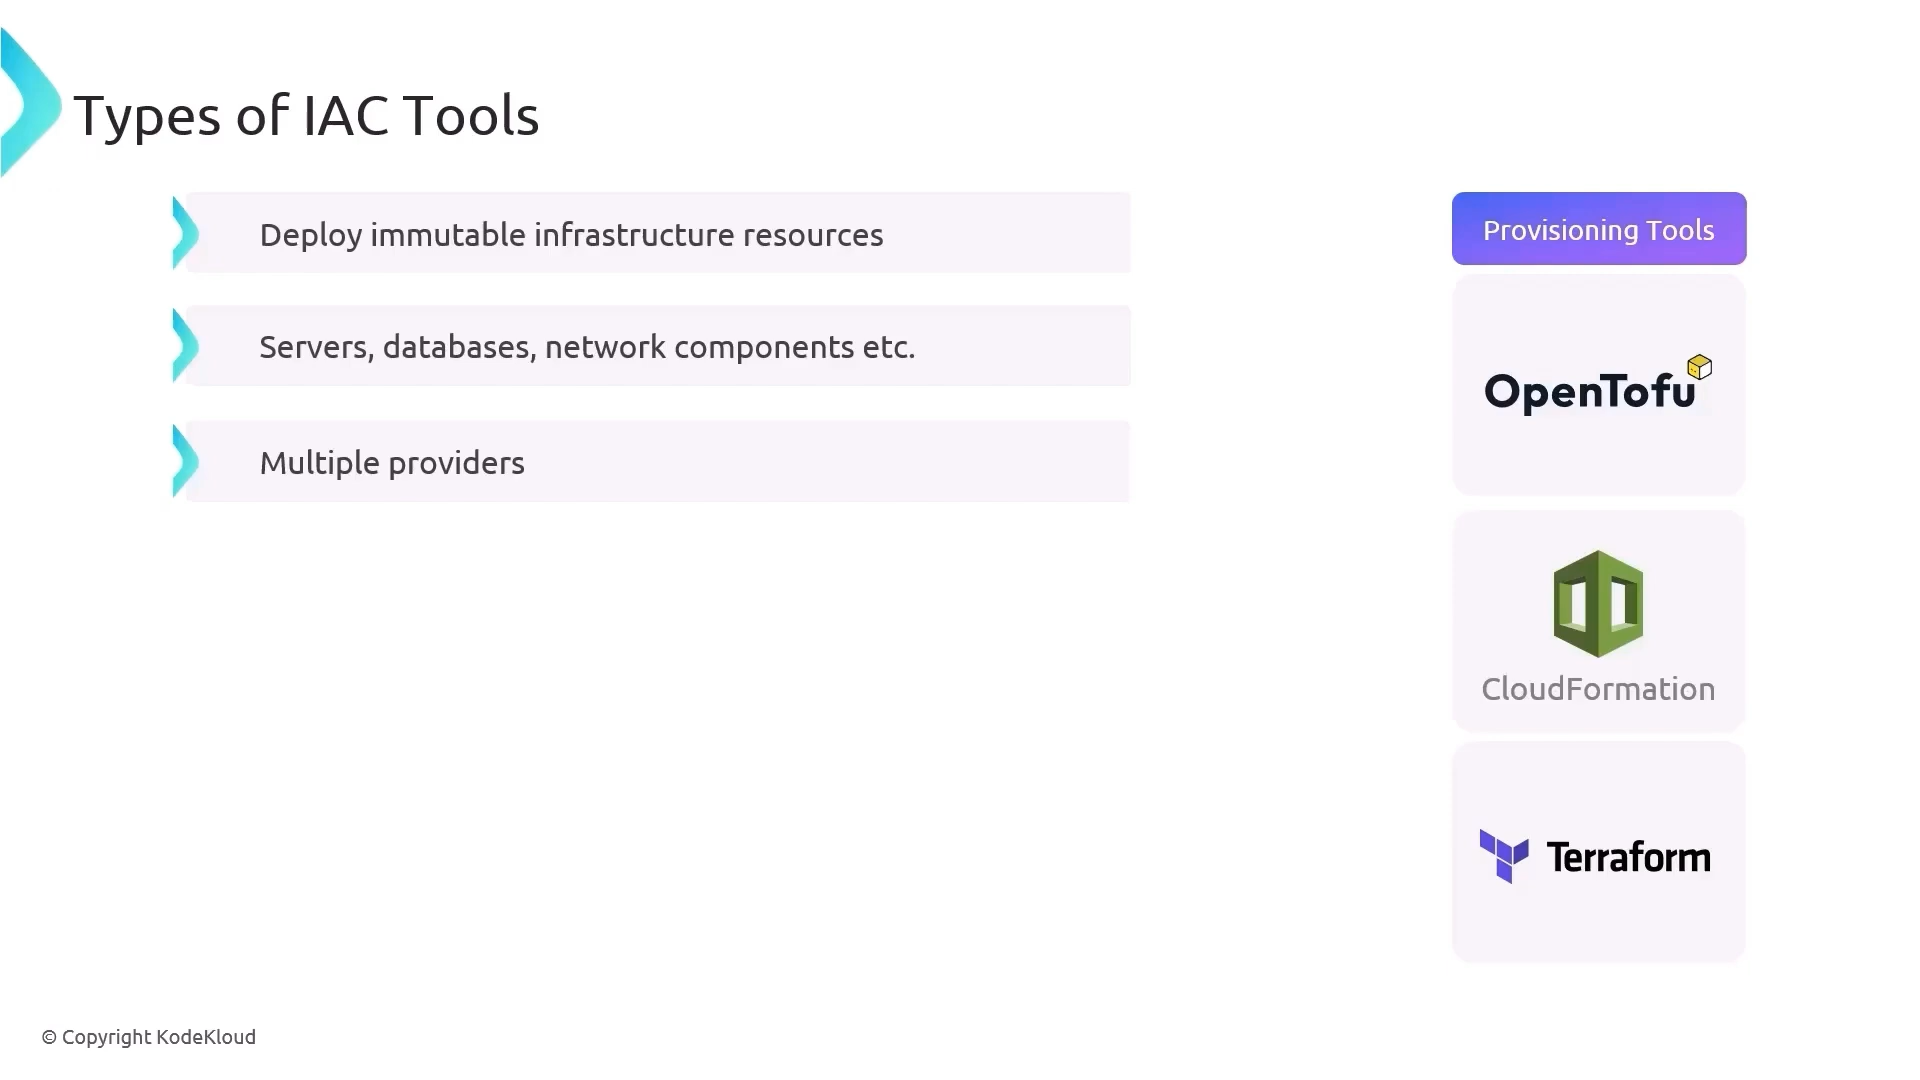 Types of IAC Tools
Deploy immutable infrastructure resources
Servers, databases, network components etc.
Multiple providers
Provisioning Tools
OpenTofu
CloudFormation
Terraform
© Copyright KodeKloud